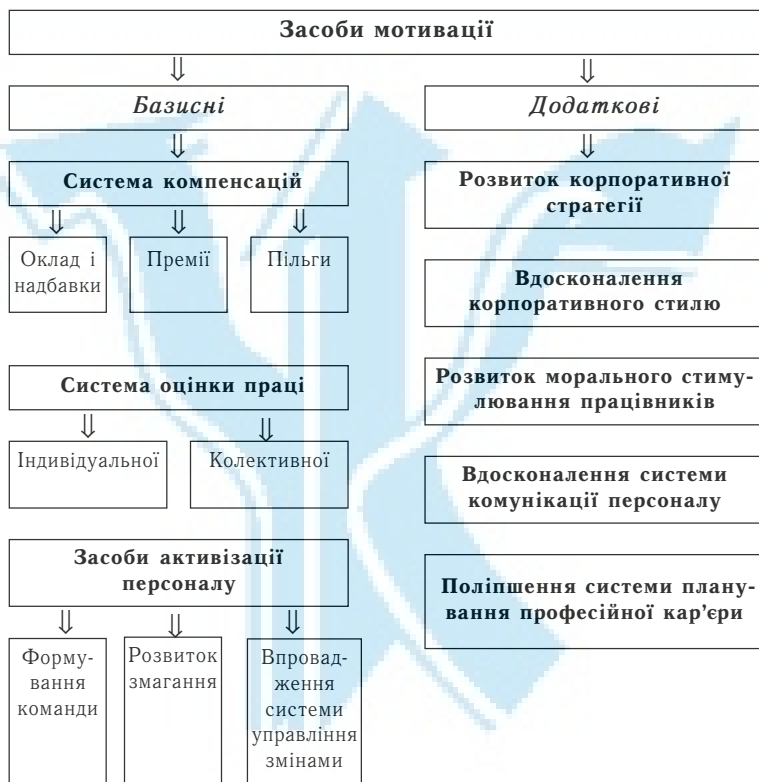 Засоби мотивації
Базисні
Додаткові
Система компенсацій
Оклад і
надбавки
Премії
Пільги
Система оцінки праці
Індивідуальної
Колективної
Засоби активізації
персоналу
Форму-
вання
команди
Розвиток
змагання
Впровад-
ження
системи
управління
змінами
Розвиток корпоративної
стратегії
Вдосконалення
корпоративного стилю
Розвиток морального стиму-
лювання працівників
Вдосконалення системи
комунікації персоналу
Поліпшення системи плану-
вання професійної кар'єри